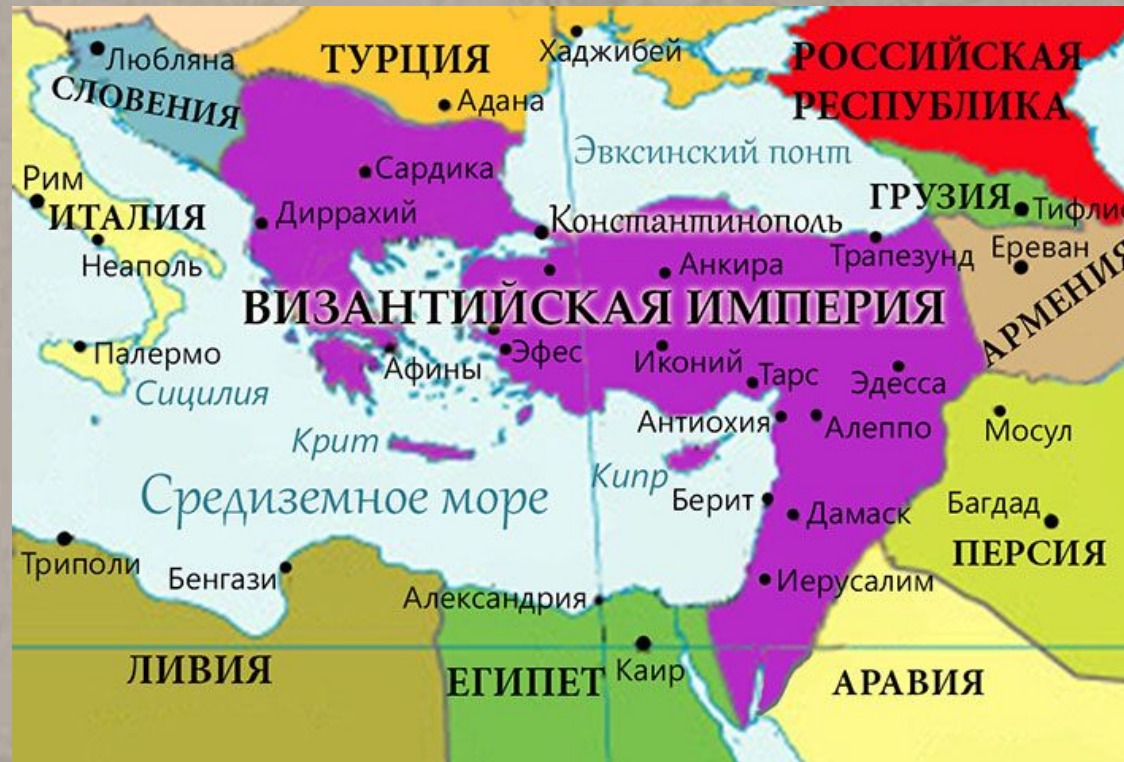 Любляна
СЛОВЕНИЯ
ТУРЦИЯ
Адана
Хаджибей
РОССИЙСКАЯ
РЕСПУБЛИКА
Эвксинский понт
Сардика
Рим
ИТАЛИЯ
Диррахий
Константинополь
ГРУЗИЯ
Тифлис
Неаполь
Анкира
Трапезунд
Ереван
АРМЕНИЯ
ВИЗАНТИЙСКАЯ ИМПЕРИЯ
Палермо
Сицилия
Афины
Эфес
Иконий
Тарс
Эдесса
Антиохия
Алеппо
Мосул
Крит
Кипр
Средиземное море
Берит
Дамаск
Багдад
ПЕРСИЯ
Триполи
Бенгази
Александрия
Иерусалим
ЛИВИЯ
ЕГИПЕТ
Каир
АРАВИЯ